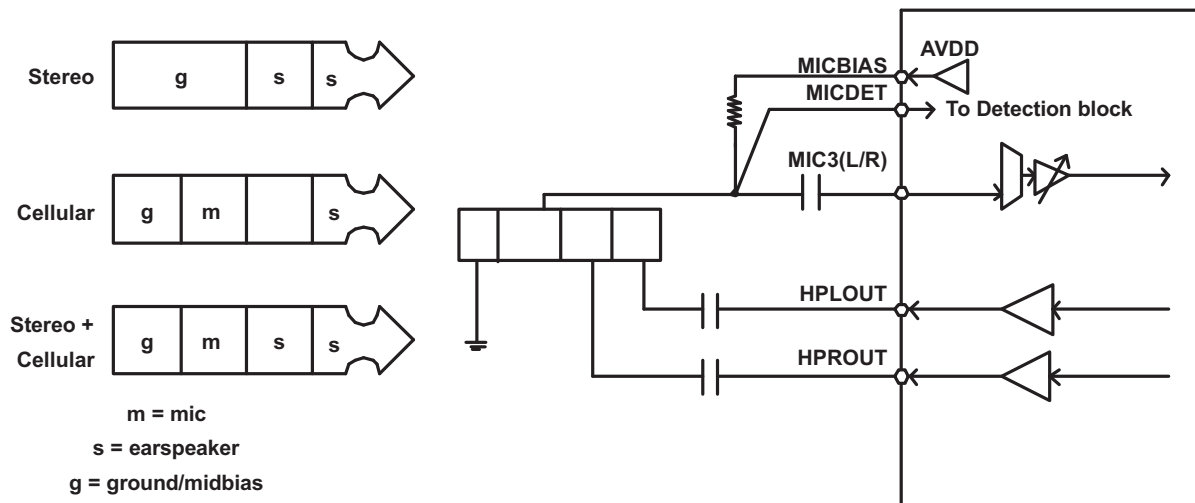 Stereo
g s s
Cellular
g m s
Stereo +
Cellular
g m s s
m = mic
s = earspeaker
g = ground/midbias
AVDD
MICBIAS
MICDET
To Detection block
MIC3(L/R)
HPLOUT
HPROUT